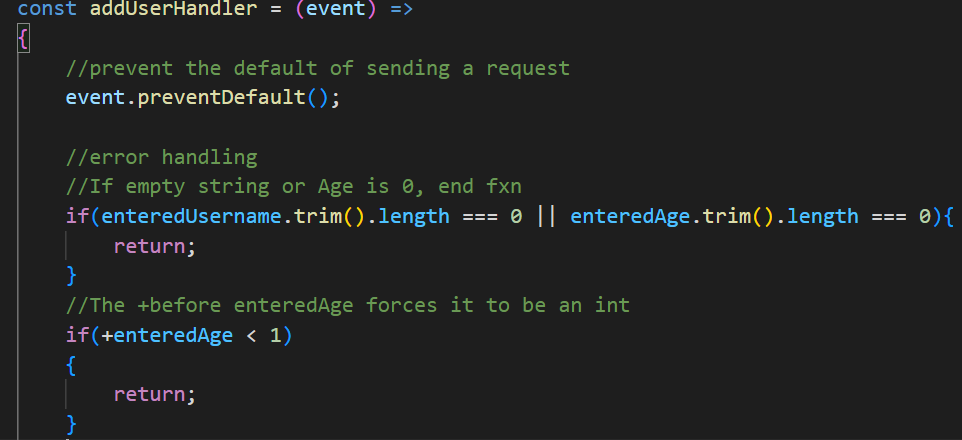 const addUserHandler = (event) =>
{
//prevent the default of sending a request
event.preventDefault();
//error handling
//If empty string or Age is 0, end fxn
if(enteredUsername.trim().length === 0 || enteredAge.trim().length === 0){
return;
}
//The +before enteredAge forces it to be an int
if(+enteredAge < 1)
{
return;
}